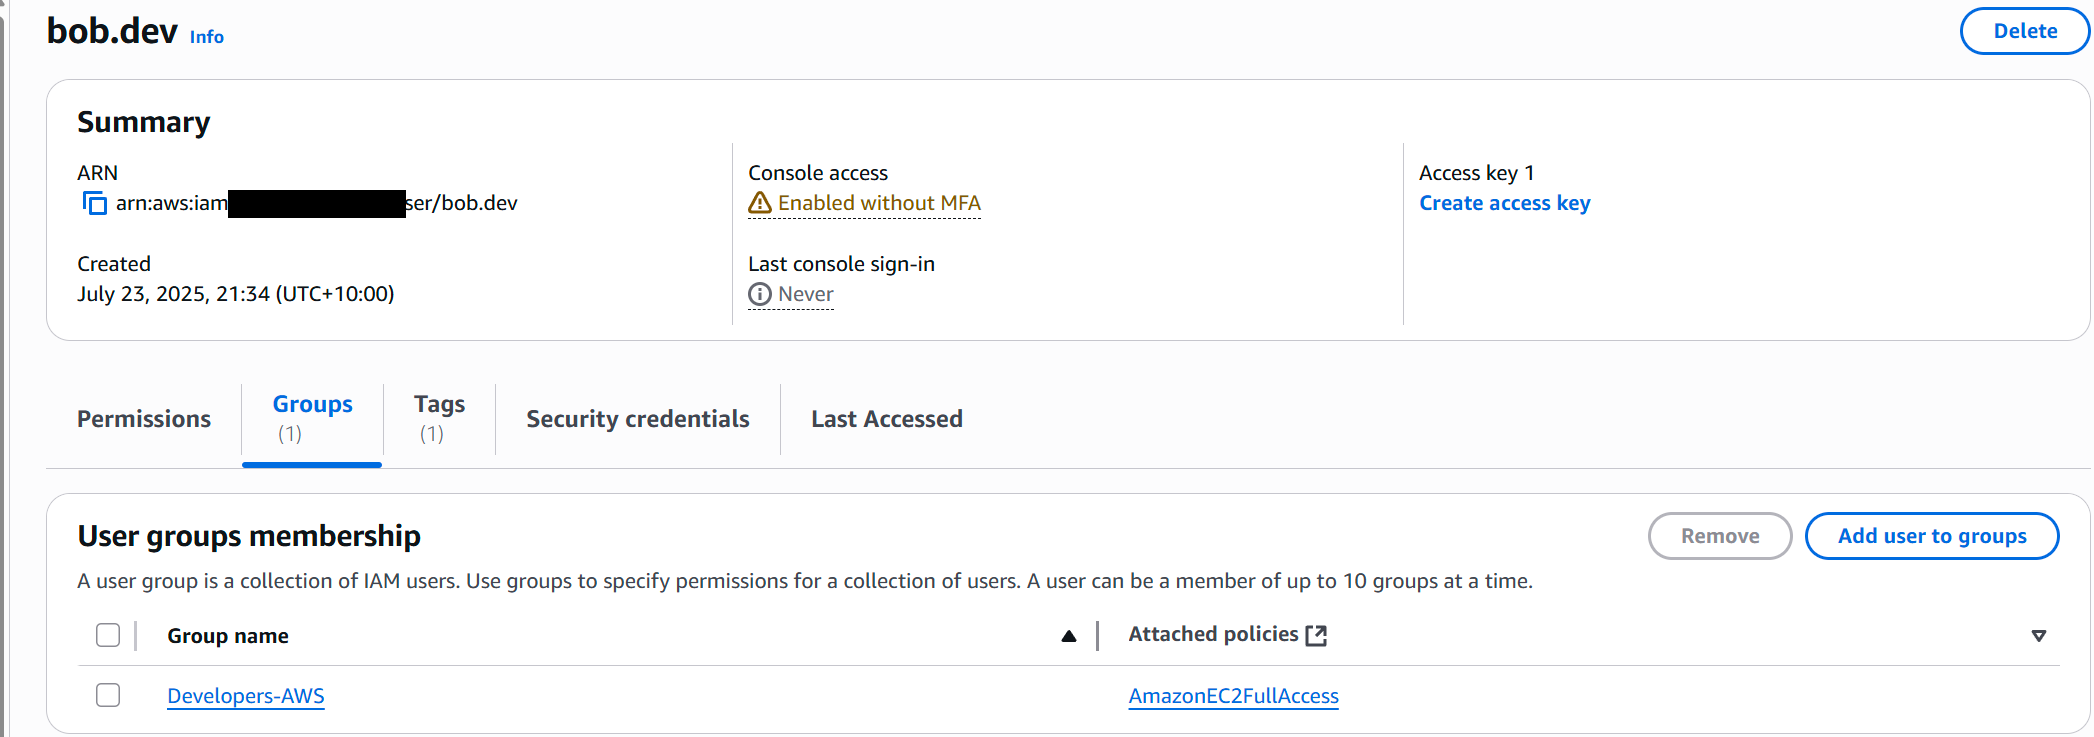 bob.dev Info
Delete
Summary
ARN
arn:aws:iam ser/bob.dev
Created
July 23, 2025, 21:34 (UTC+10:00)
Console access
Enabled without MFA
Last console sign-in
Never
Access key 1
Create access key
Permissions
Groups
(1)
Tags
(1)
Security credentials
Last Accessed
User groups membership
Remove
Add user to groups
A user group is a collection of IAM users. Use groups to specify permissions for a collection of users. A user can be a member of up to 10 groups at a time.
Group name
Attached policies
Developers-AWS
AmazonEC2FullAccess